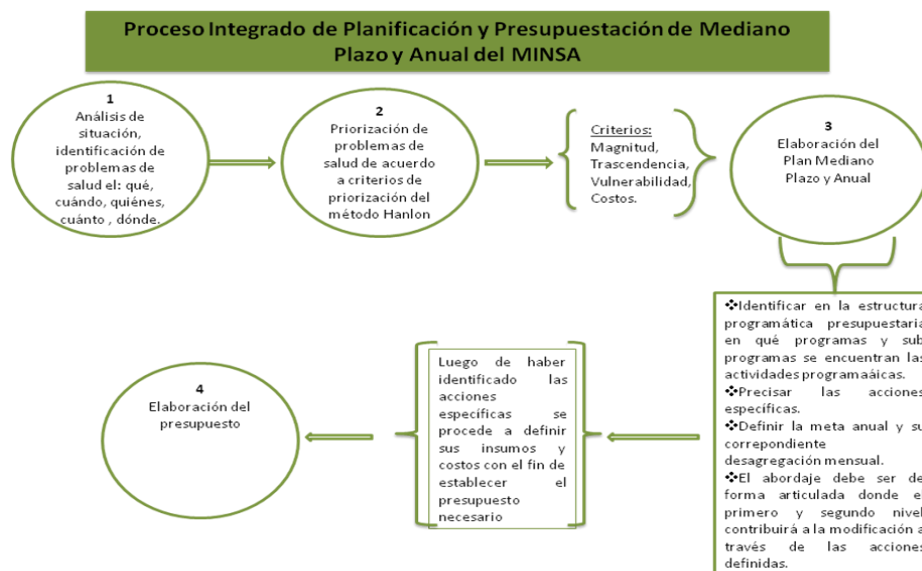 Proceso Integrado de Planificación y Presupuestación de Mediano
Plazo y Anual del MINSA
1
Análisis de
situación,
identificación de
problemas de
salud el: qué,
cuándo, quiénes,
cuánto , dónde.
2
Priorización de
problemas de
salud de acuerdo
a criterios de
priorización del
método Hanlon
Criterios:
Magnitud,
Trascendencia,
Vulnerabilidad,
Costos.
3
Elaboración del
Plan Mediano
Plazo y Anual
❖Identificar en la estructura
programática presupuestaria
en qué programas y sub
programas se encuentran las
actividades programaáicas.
❖Precisar las acciones
específicas.
❖Definir la meta anual y su
correpondiente
desagregación mensual.
❖El abordaje debe ser de
forma articulada donde el
primero y segundo nivel
contribuirá a la modificación a
través de las acciones
definidas.
Luego de haber
identificado las
acciones
específicas se
procede a definir
sus insumos y
costos con el fin de
establecer el
presupuesto
necesario
4
Elaboración del
presupuesto